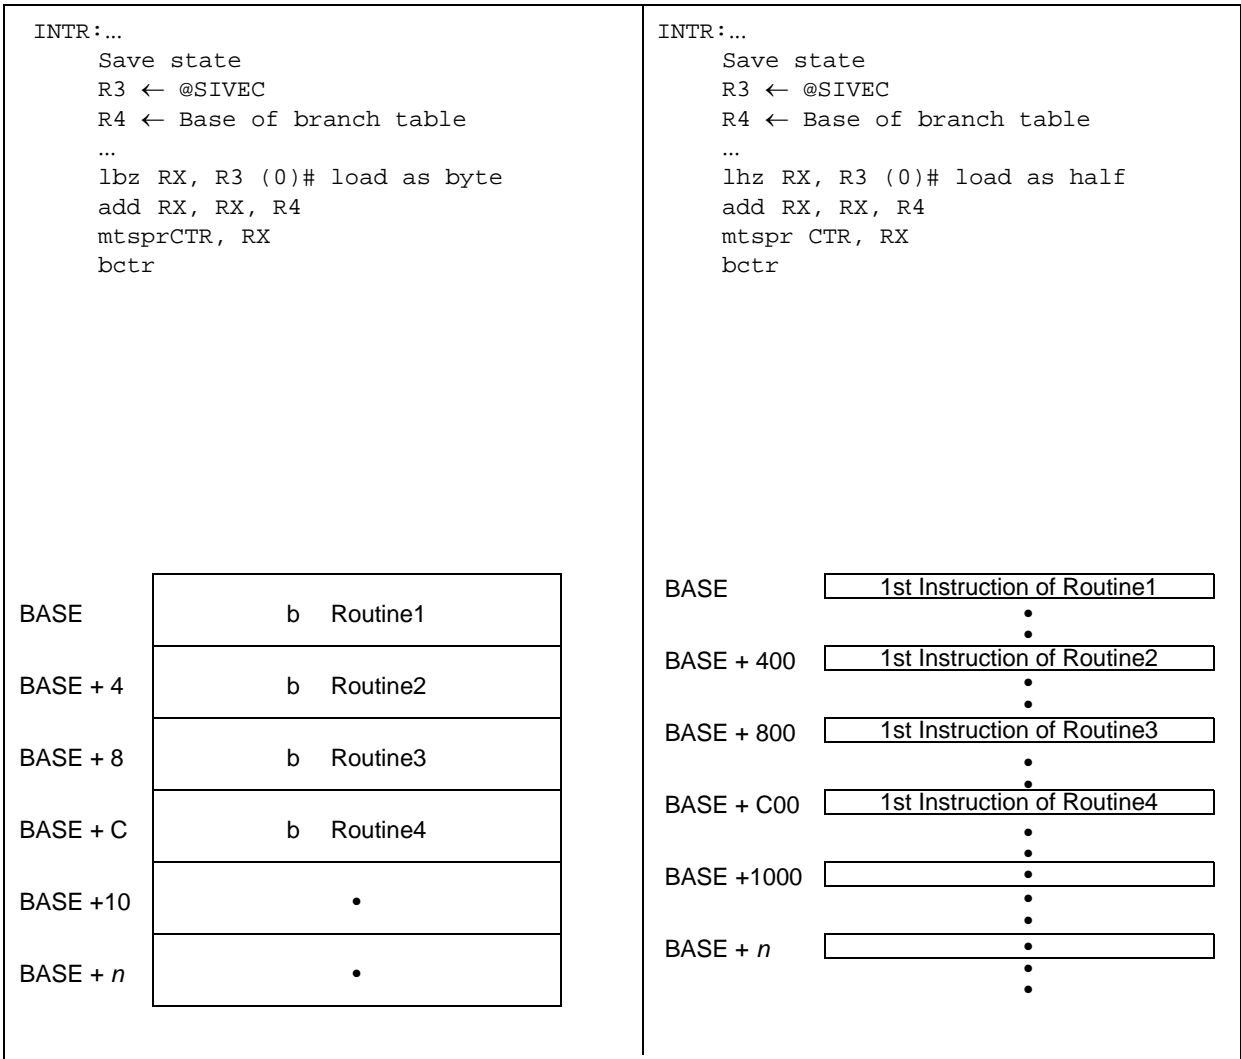 INTR:...
Save state
R3 ← @SIVEC
R4 ← Base of branch table
...
lbz RX, R3 (0)# load as byte
add RX, RX, R4
mtsprCTR, RX
bctr
BASE b Routine1
BASE + 4 b Routine2
BASE + 8 b Routine3
BASE + C b Routine4
BASE +10 •
BASE + n •
INTR:...
Save state
R3 ← @SIVEC
R4 ← Base of branch table
...
lhz RX, R3 (0)# load as half
add RX, RX, R4
mtspr CTR, RX
bctr
BASE 1st Instruction of Routine1
•
•
BASE + 400 1st Instruction of Routine2
•
•
BASE + 800 1st Instruction of Routine3
•
•
BASE + C00 1st Instruction of Routine4
•
•
BASE +1000 •
•
•
BASE + n •
•
•